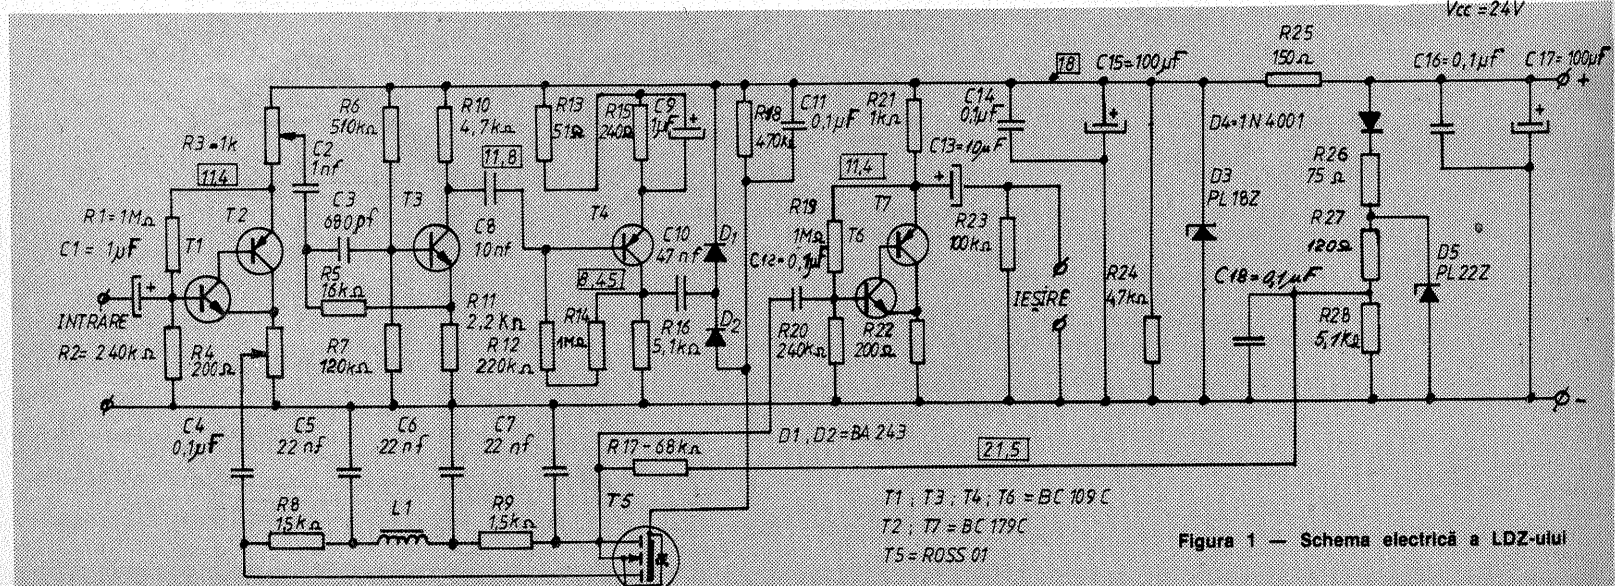 Vcc = 24V
R25
150Ω
18
C15=100µF
C16=0,1µF
C17=100µF
+
R6
510kΩ
R10
4,7kΩ
R13
51Ω
R15
240Ω
C9
1µF
+
R18
470k
C11
0,1µF
R21
1kΩ
C14
0,1µF
+
D4=1N4001
+
R3=1k
C2
1nf
11,8
C13=10µF
R26
75Ω
11,4
11,4
+
D3
PL18Z
R1=1MΩ
T2
C3
680pf
T3
T4
T7
R27
120Ω
C1= 1µF
T1
C8
10nf
C10
47nf
D1
R19
1MΩ
T6
R23
100kΩ
D5
PL22Z
+
8,45
C12=0,1µF
R24
47kΩ
C18=0,1µF
INTRARE
R5
16kΩ
R11
2,2kΩ
R14
1MΩ
R16
5,1kΩ
D2
IEȘIRE
R28
5,1KΩ
R2=240kΩ
R4
200Ω
R7
120kΩ
R12
220kΩ
R20
240kΩ
R22
200Ω
-
C4
0,1µF
C5
22nf
C6
22nf
C7
22nf
R17-68kΩ
D1, D2=BA243
21,5
T5
T1; T3; T4; T6 = BC109C
T2; T7=BC179C
T5=ROSS 01
R8
1,5kΩ
L1
R9
1,5kΩ
Figura 1 — Schema electrică a LDZ-ului